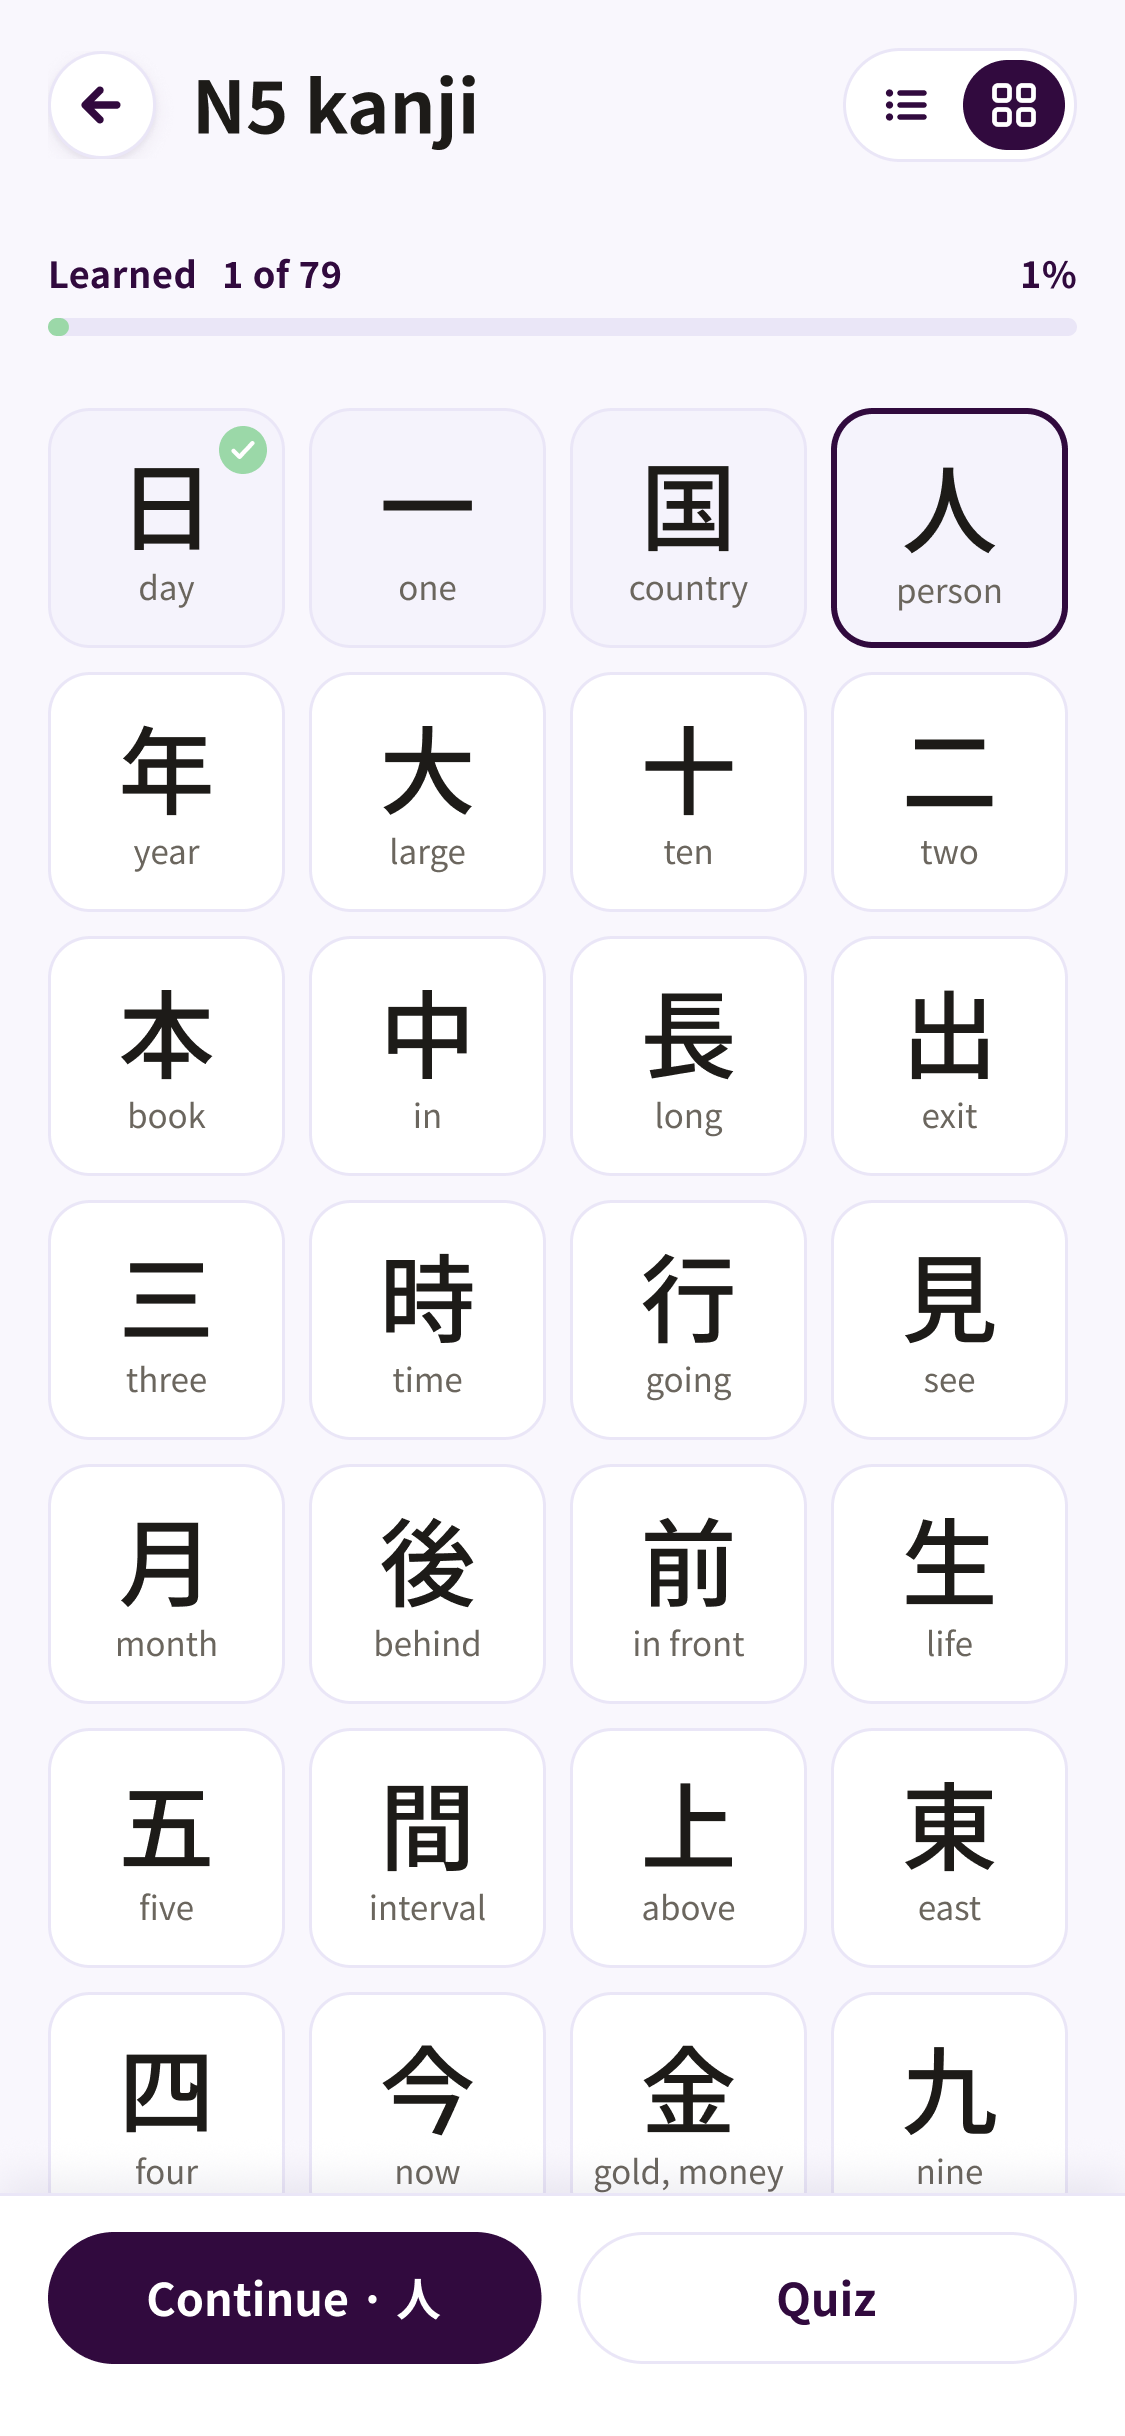 N5 kanji
Learned 1 of 79 1%
日 一 国 人
day one country person
年 大 十 二
year large ten two
本 中 長 出
book in long exit
三 時 行 見
three time going see
月 後 前 生
month behind in front life
五 間 上 東
five interval above east
四 今 金 九
four now gold, money nine
Continue · 人 Quiz